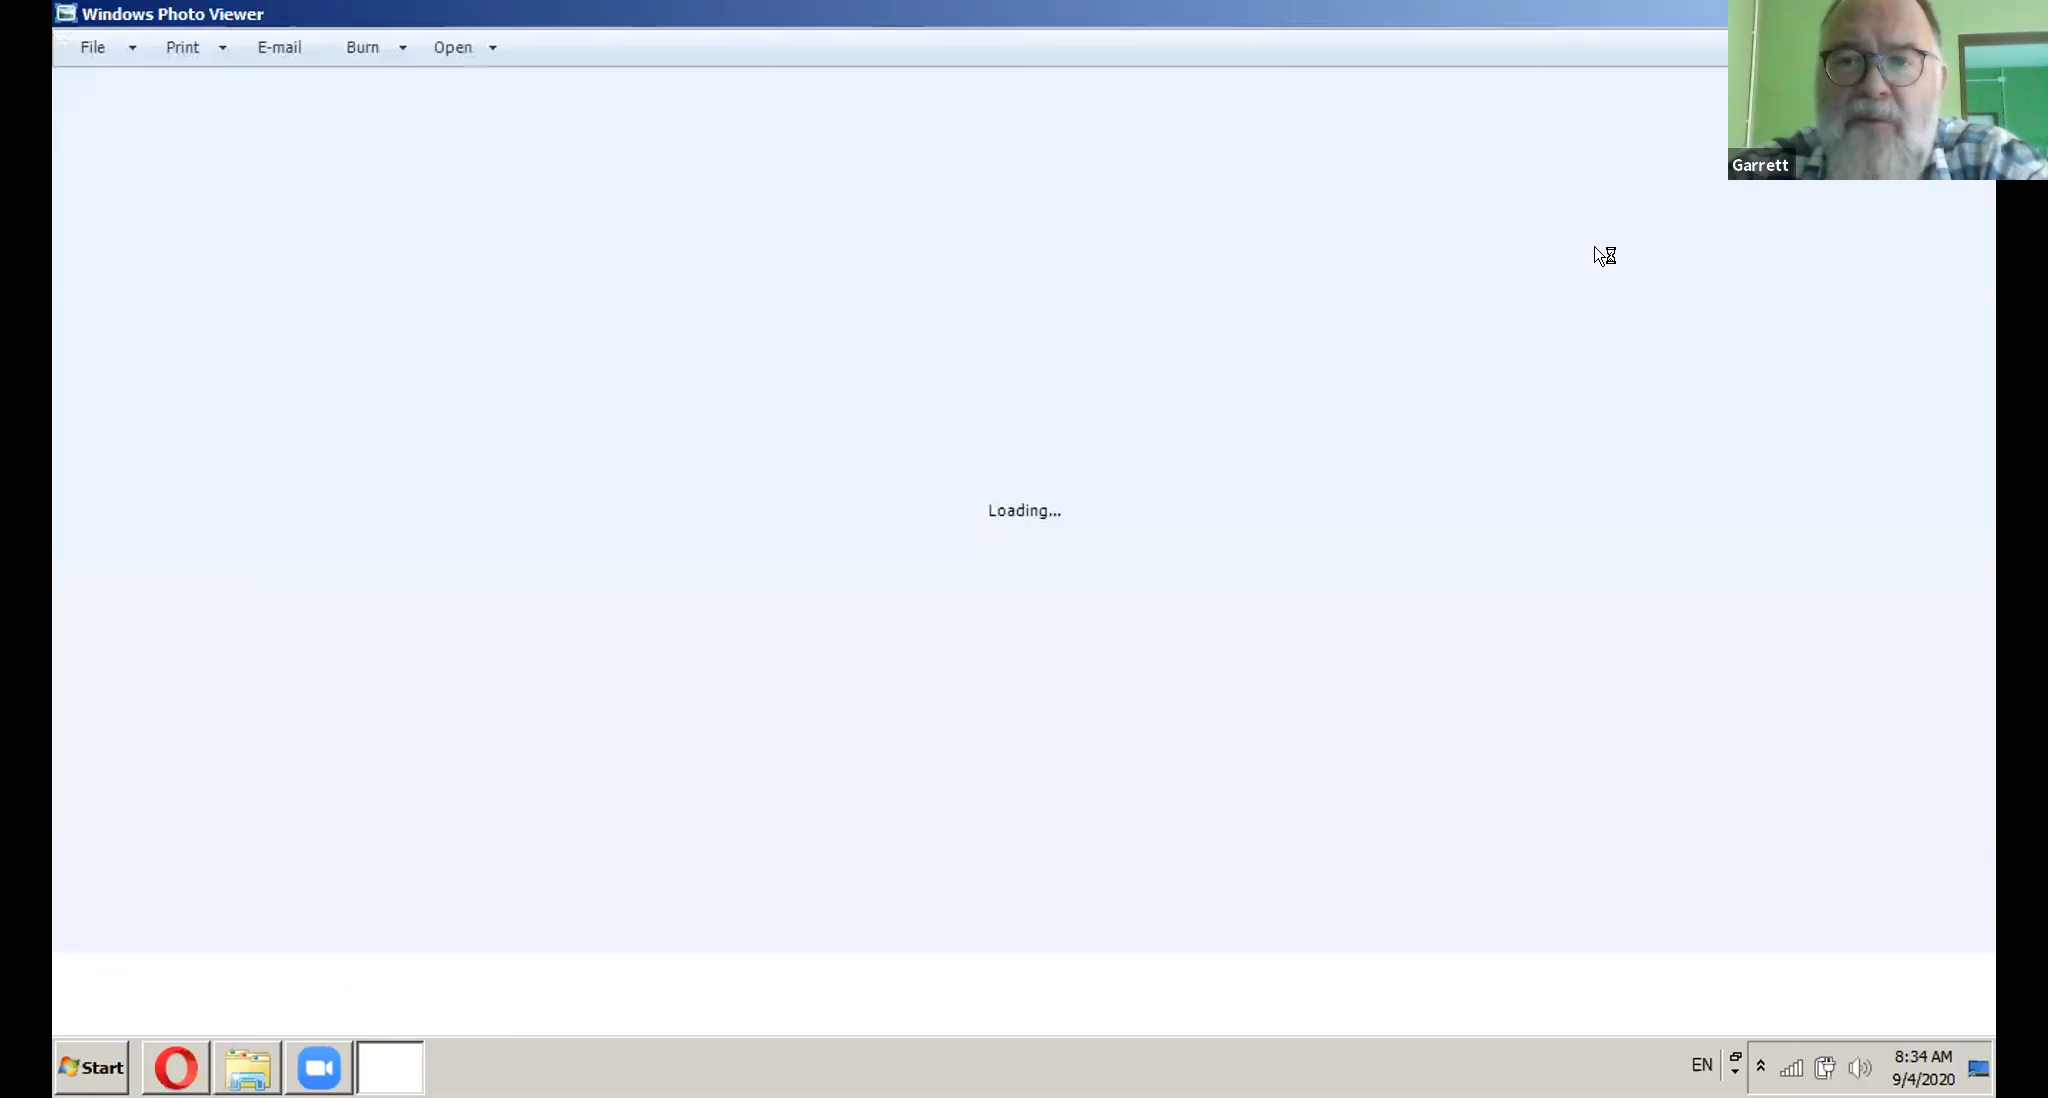 Windows Photo Viewer
File Print E-mail Burn Open
Garrett
Loading...
Start
EN
8:34 AM
9/4/2020